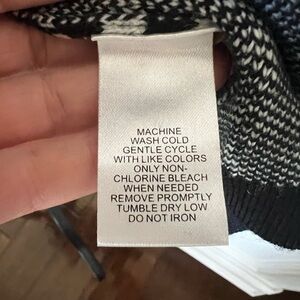 MACHINE
WASH COLD
GENTLE CYCLE
WITH LIKE COLORS
ONLY NON-
CHLORINE BLEACH
WHEN NEEDED
REMOVE PROMPTLY
TUMBLE DRY LOW
DO NOT IRON